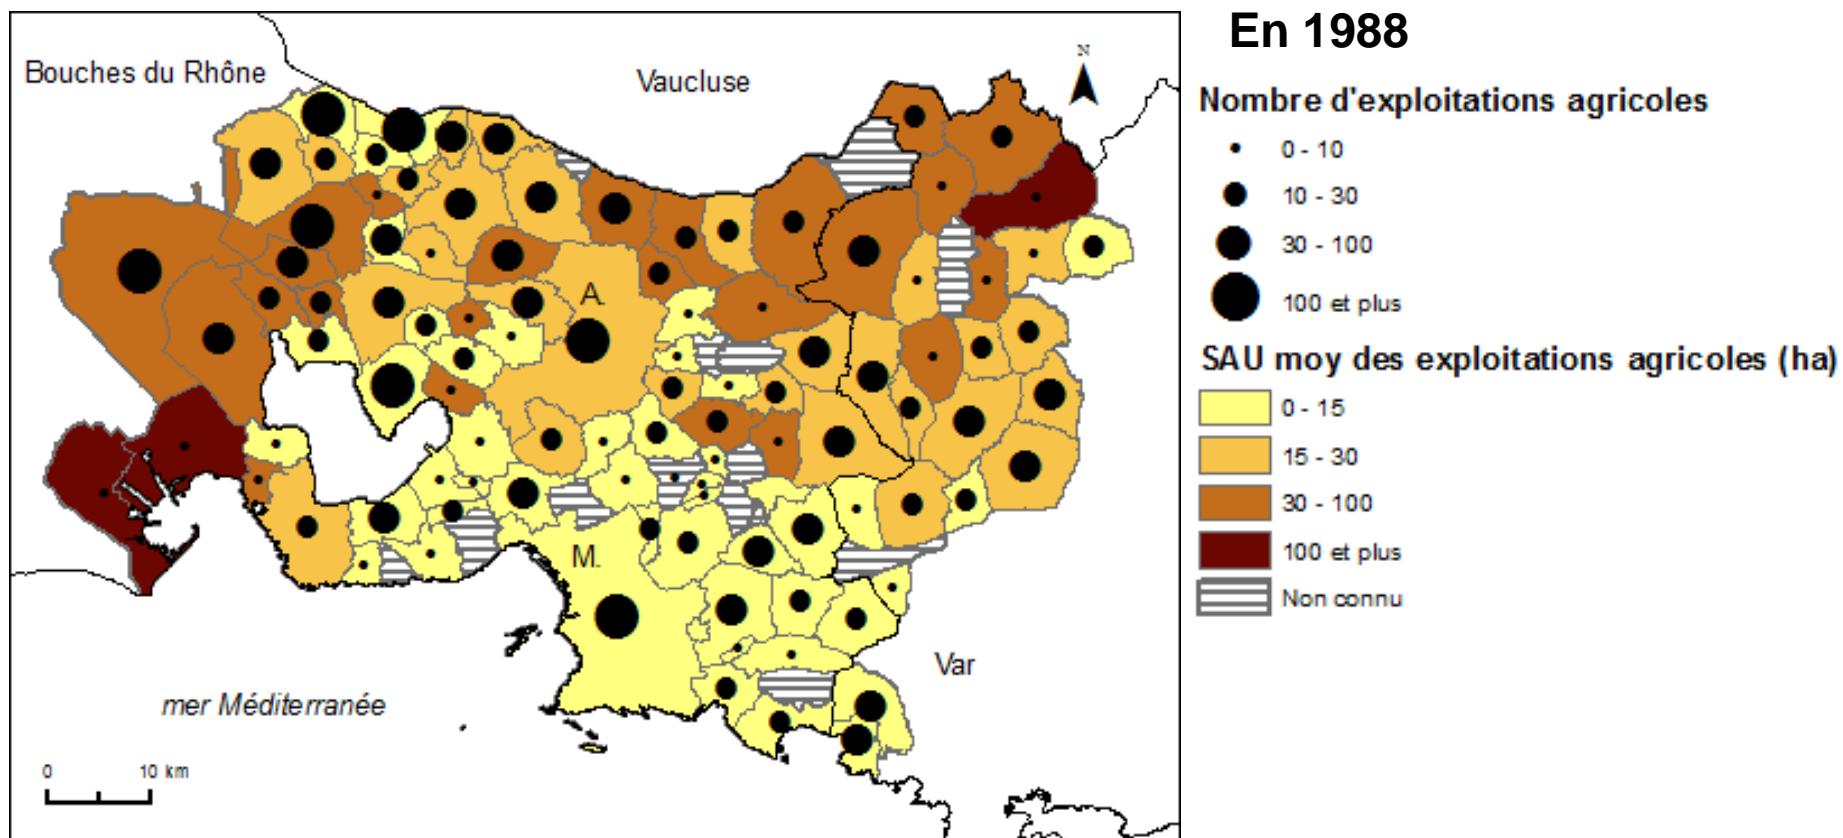 En 1988
Bouches du Rhône
Vaucluse
N
Nombre d'exploitations agricoles
0 - 10
10 - 30
30 - 100
100 et plus
SAU moy des exploitations agricoles (ha)
0 - 15
15 - 30
30 - 100
100 et plus
Non connu
A.
M.
Var
mer Méditerranée
0 10 km